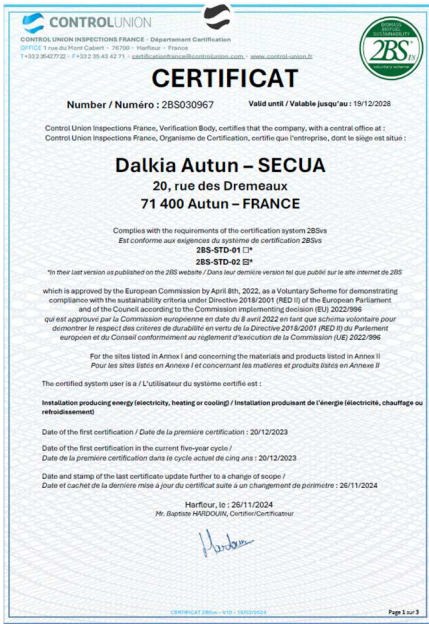 CONTROLUNION
CONTROL UNION INSPECTIONS FRANCE - Département Certification
OFFICE 1 rue du Mont Cabert - 76700 - Harfleur - France
certificationfrance@controlunion.com - www.control-union.fr
BIOMASS
BIOFUEL
SUSTAINABILITY
2BSvs
voluntary scheme
CERTIFICAT
Number / Numéro : 2BS030967
Valid until / Valable jusqu'au : 19/12/2028
Control Union Inspections France, Verification Body, certifies that the company, with a central office at :
Control Union Inspections France, Organisme de Certification, certifie que l'entreprise, dont le siège est situé :
Dalkia Autun – SECUA
20, rue des Dremeaux
71 400 Autun – FRANCE
Complies with the requirements of the certification system 2BSvs
Est conforme aux exigences du système de certification 2BSvs
2BS-STD-01 ☐*
2BS-STD-02 ☒*
*In their last version as published on the 2BS website / Dans leur dernière version tel que publié sur le site internet de 2BS
which is approved by the European Commission by April 8th, 2022, as a Voluntary Scheme for demonstrating
compliance with the sustainability criteria under Directive 2018/2001 (RED II) of the European Parliament
and of the Council according to the Commission implementing decision (EU) 2022/996
qui est approuvé par la Commission européenne en date du 8 avril 2022 en tant que schéma volontaire pour
démontrer le respect des critères de durabilité en vertu de la Directive 2018/2001 (RED II) du Parlement
européen et du Conseil conformément au règlement d'exécution de la Commission (UE) 2022/996
For the sites listed in Annex I and concerning the materials and products listed in Annex II
Pour les sites listés en Annexe I et concernant les matières et produits listés en Annexe II
The certified system user is a / L'utilisateur du système certifié est :
Installation producing energy (electricity, heating or cooling) / Installation produisant de l'énergie (électricité, chauffage ou
refroidissement)
Date of the first certification / Date de la première certification : 20/12/2023
Date of the first certification in the current five-year cycle /
Date de la première certification dans le cycle actuel de cinq ans : 20/12/2023
Date and stamp of the last certificate update further to a change of scope /
Date et cachet de la dernière mise à jour du certificat suite à un changement de périmètre : 26/11/2024
Harfleur, le : 26/11/2024
Mr. Baptiste HARDOUIN, Certifier/Certificateur
Page 1 sur 3